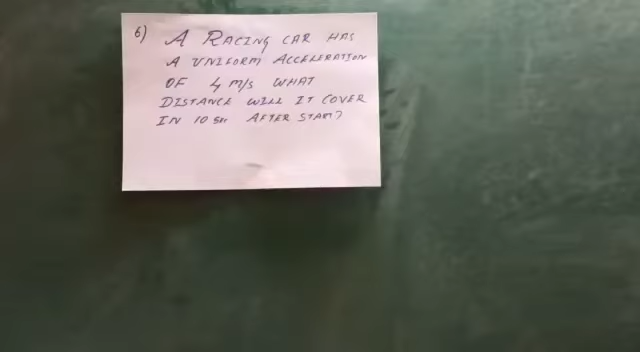 6) A RACING CAR HAS
A UNIFORM ACCELERATION
OF 4 m/s WHAT
DISTANCE WILL IT COVER
IN 10 sec AFTER START?